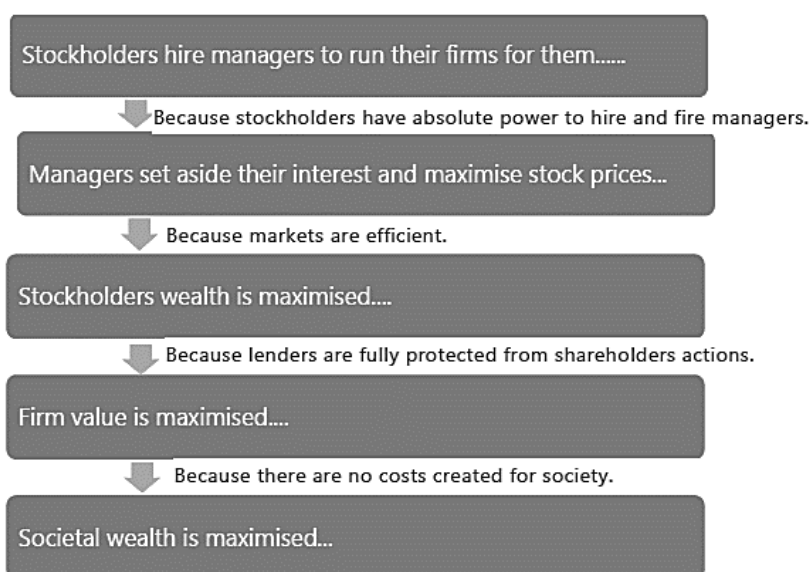 Stockholders hire managers to run their firms for them......
Because stockholders have absolute power to hire and fire managers.
Managers set aside their interest and maximise stock prices...
Because markets are efficient.
Stockholders wealth is maximised....
Because lenders are fully protected from shareholders actions.
Firm value is maximised....
Because there are no costs created for society.
Societal wealth is maximised...